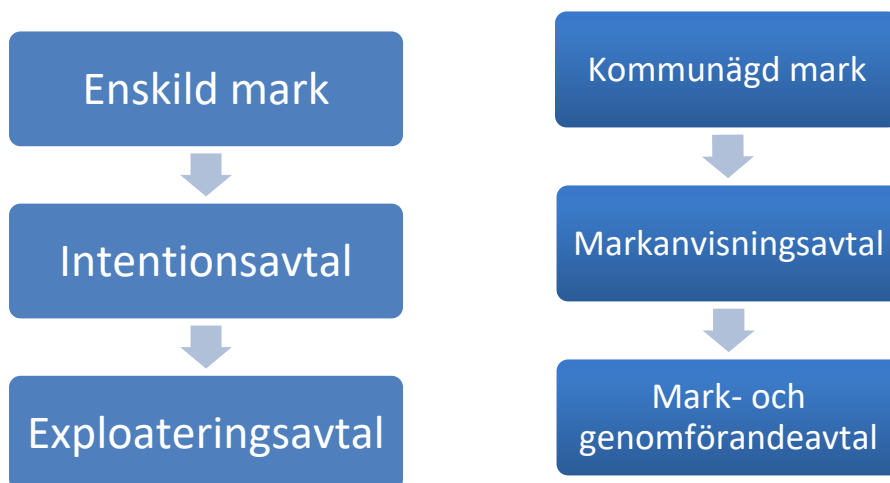 Enskild mark
Intentionsavtal
Exploateringsavtal
Kommunägd mark
Markanvisningsavtal
Mark- och
genomförandeavtal